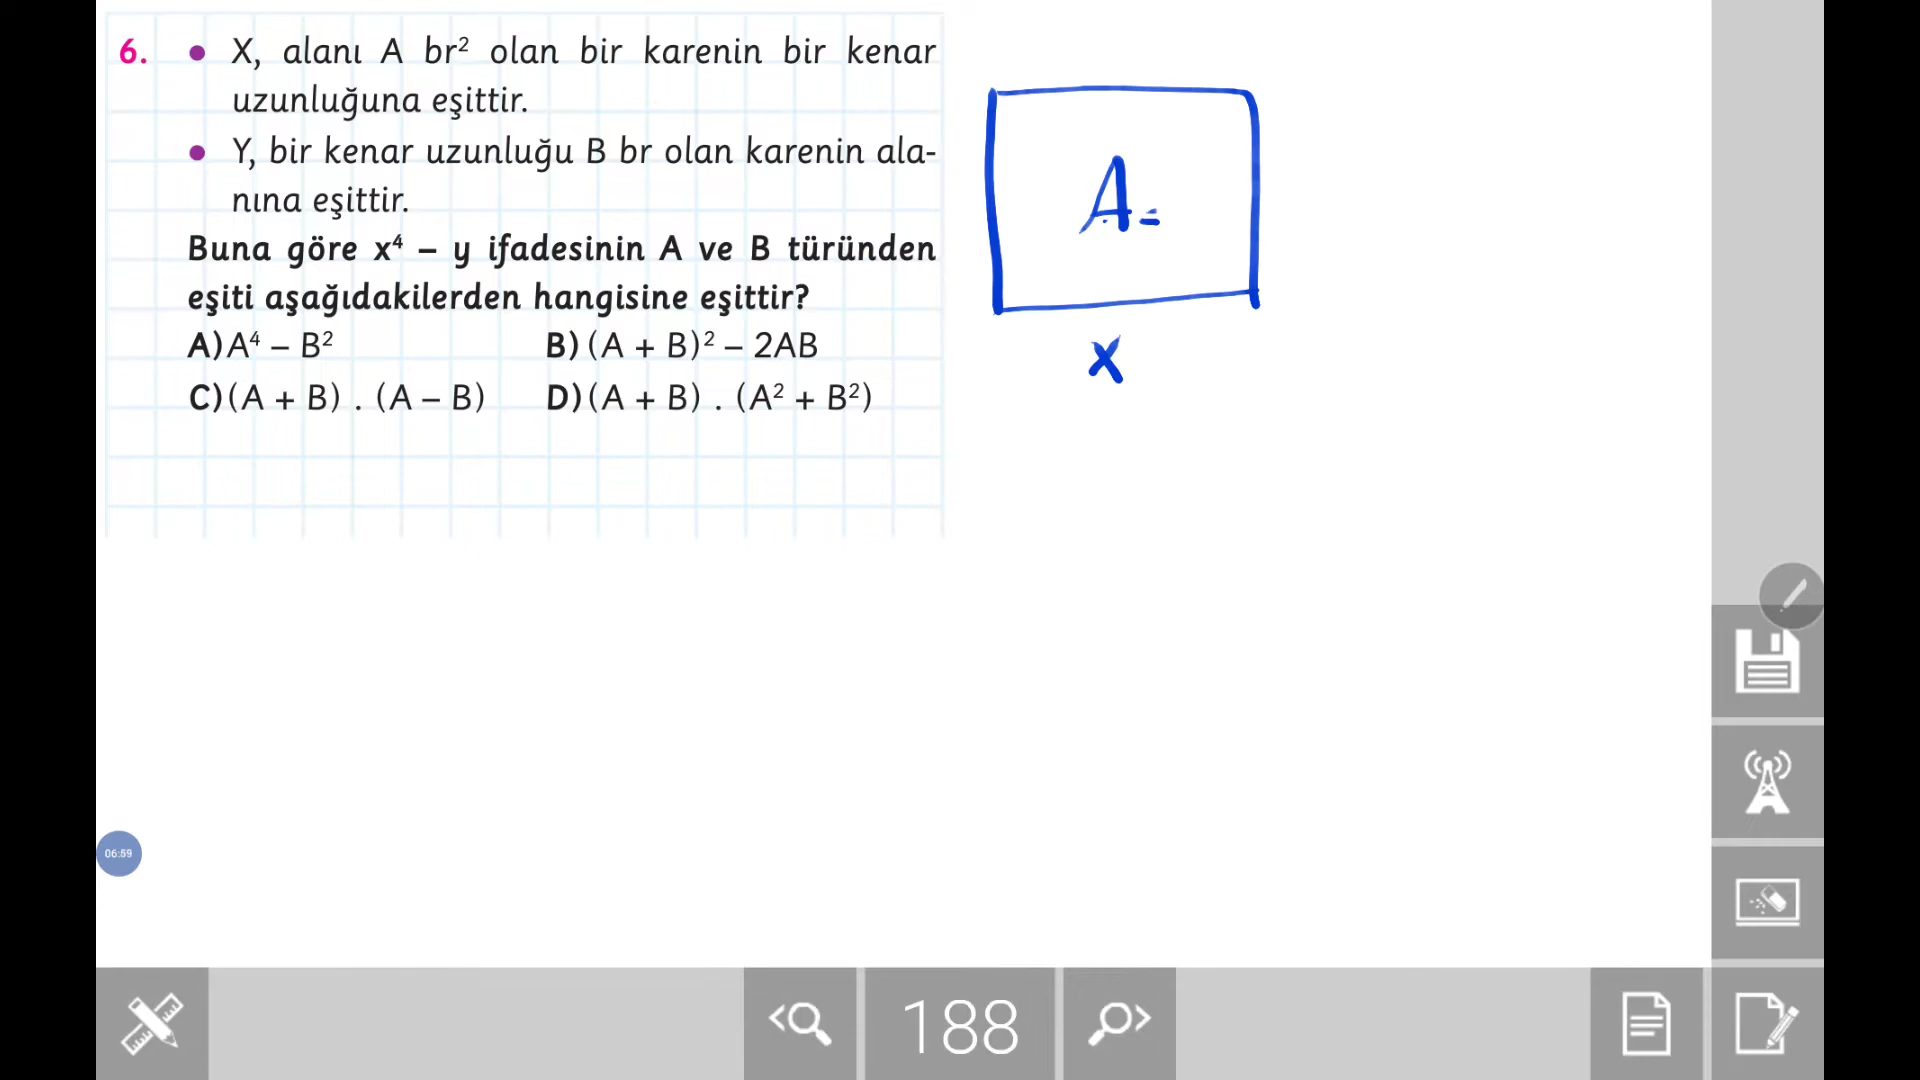 6. ● X, alanı A br² olan bir karenin bir kenar
uzunluğuna eşittir.
● Y, bir kenar uzunluğu B br olan karenin ala-
nına eşittir.
Buna göre x⁴ – y ifadesinin A ve B türünden
eşiti aşağıdakilerden hangisine eşittir?
A) A⁴ – B² B) (A + B)² – 2AB
C) (A + B) . (A – B) D) (A + B) . (A² + B²)
A =
x
06:59
188